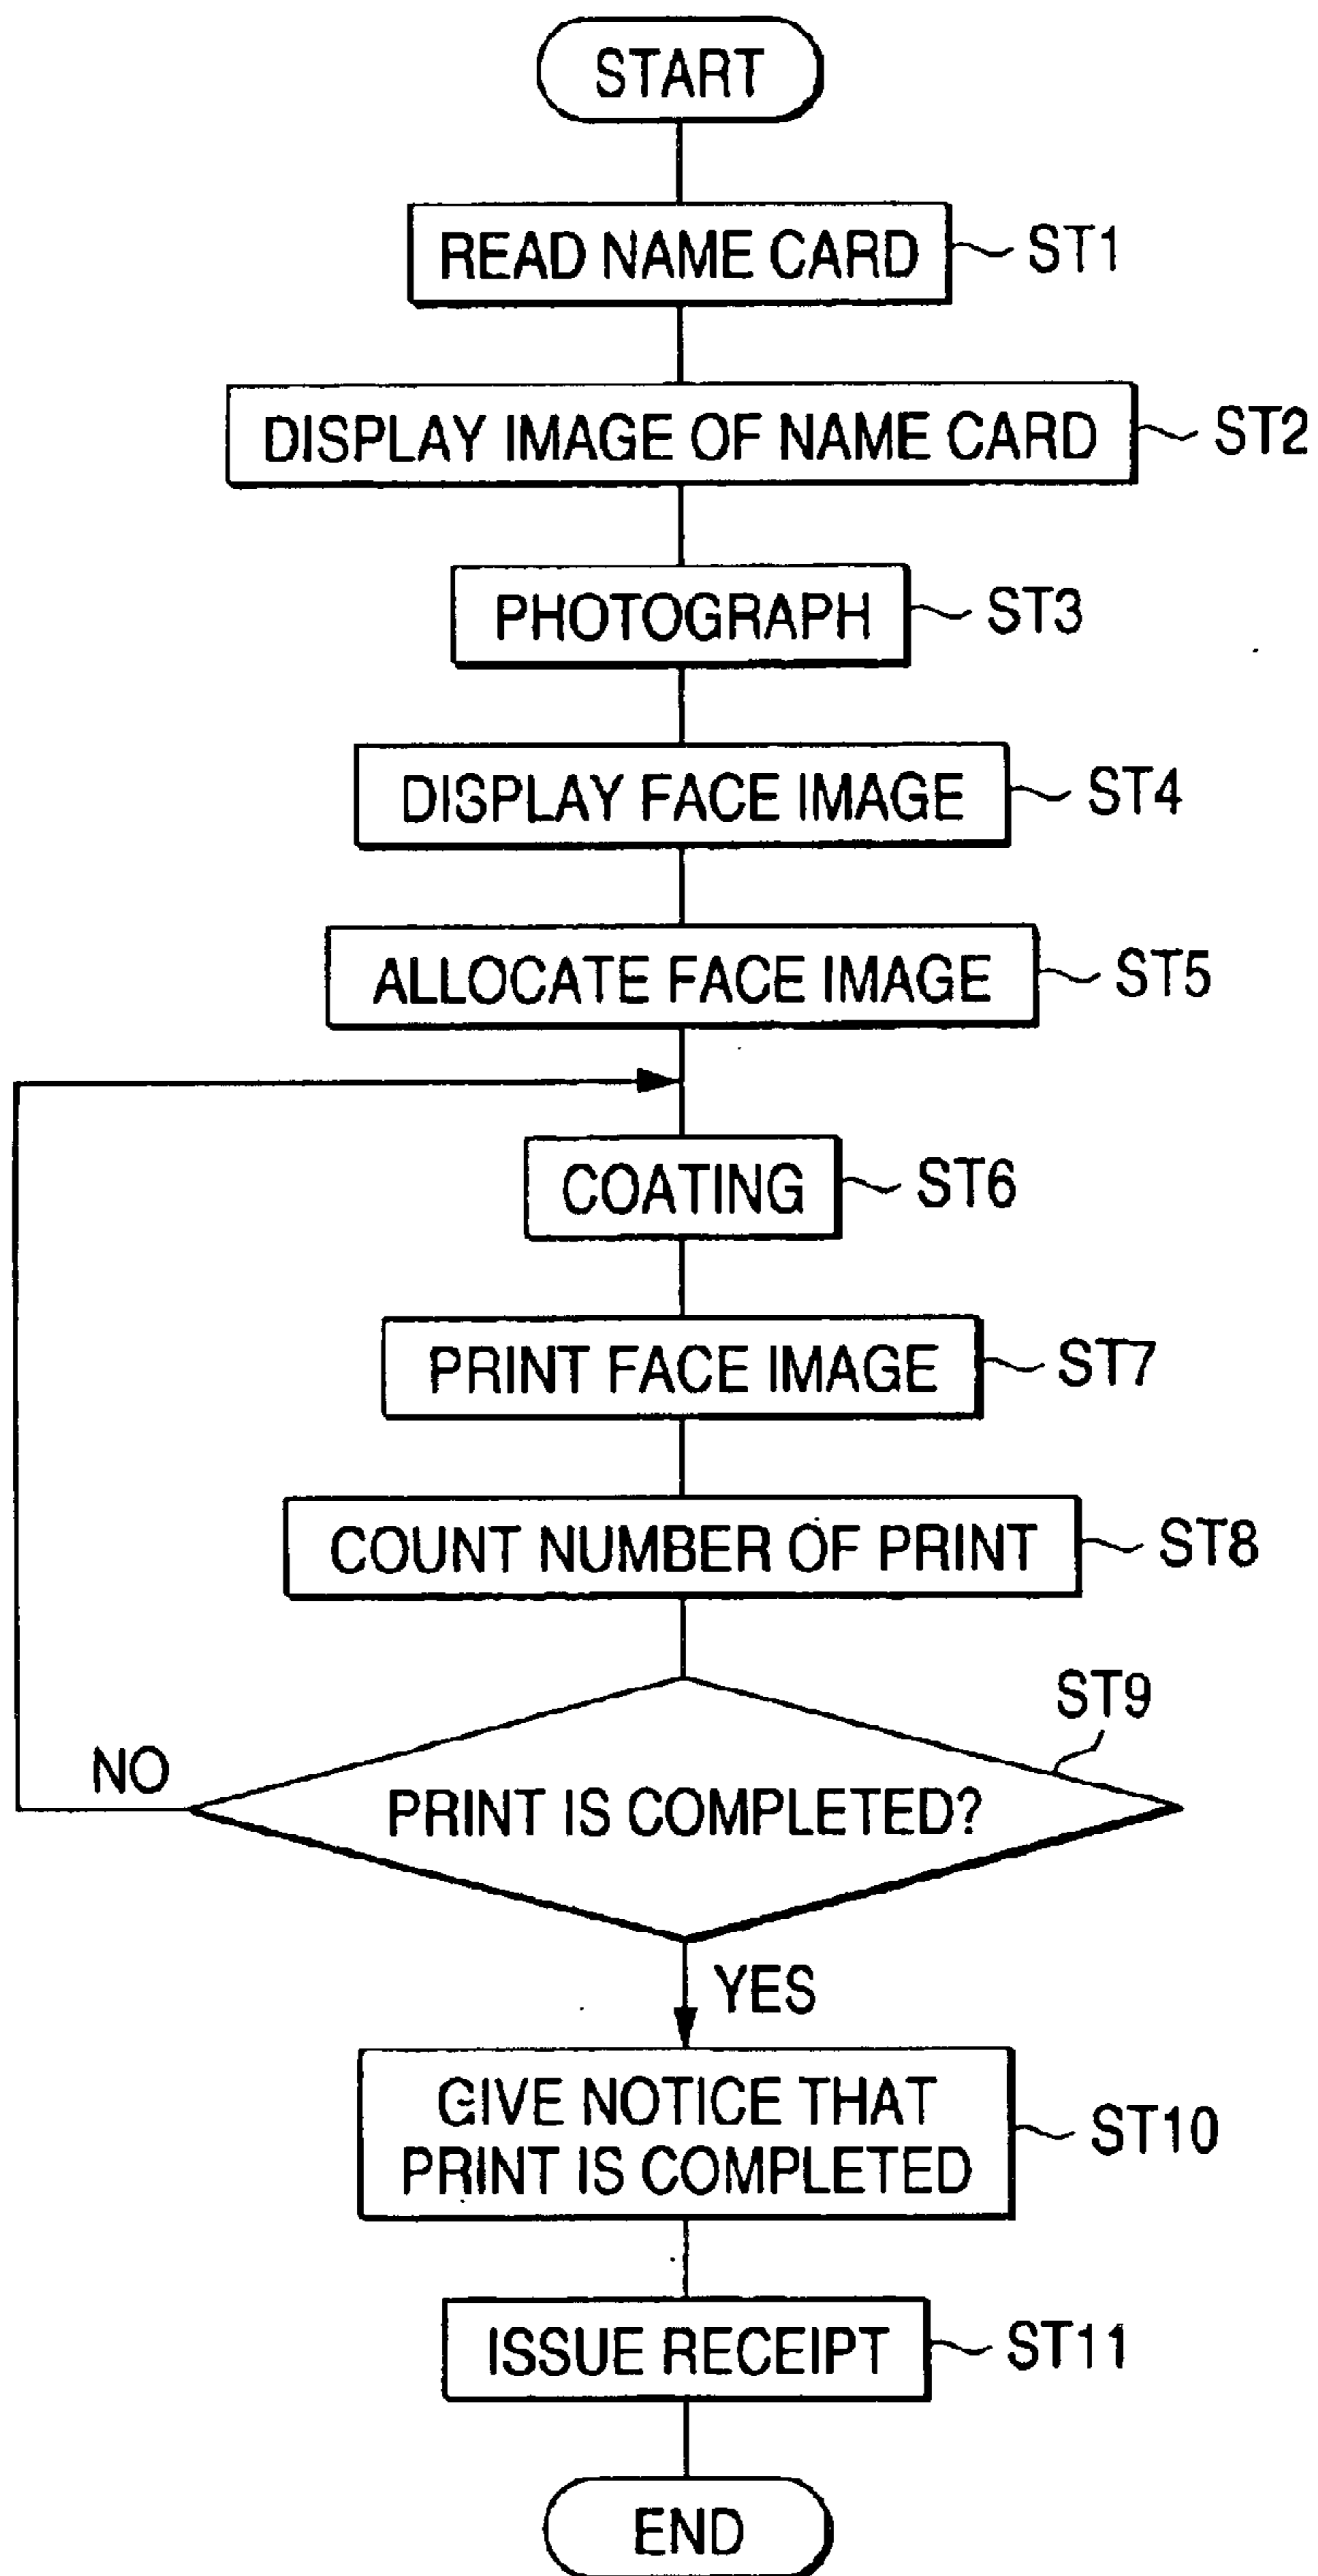 START
READ NAME CARD
ST1
DISPLAY IMAGE OF NAME CARD
ST2
PHOTOGRAPH
ST3
DISPLAY FACE IMAGE
ST4
ALLOCATE FACE IMAGE
ST5
COATING
ST6
PRINT FACE IMAGE
ST7
COUNT NUMBER OF PRINT
ST8
ST9
NO
PRINT IS COMPLETED?
YES
GIVE NOTICE THAT
PRINT IS COMPLETED
ST10
ISSUE RECEIPT
ST11
END